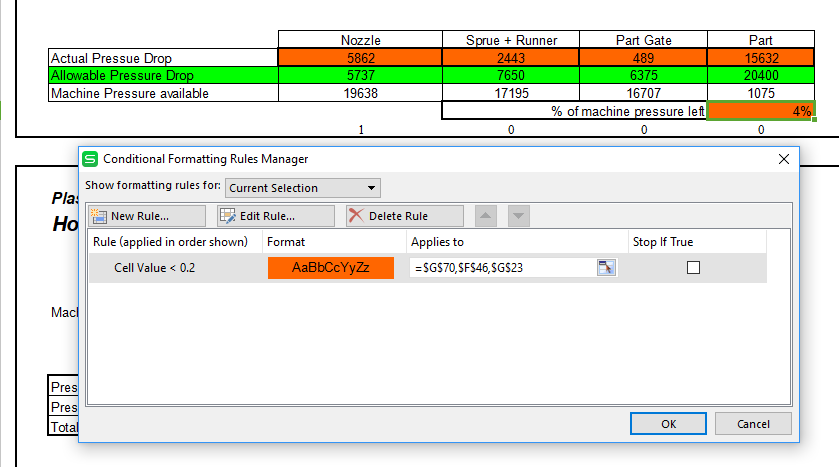 Nozzle Sprue + Runner Part Gate Part
Actual Pressue Drop 5862 2443 489 15632
Allowable Pressure Drop 5737 7650 6375 20400
Machine Pressure available 19638 17195 16707 1075
% of machine pressure left 4%
1 0 0 0
S Conditional Formatting Rules Manager
Show formatting rules for: Current Selection
Pla
New Rule... Edit Rule... Delete Rule
Ho
Rule (applied in order shown) Format Applies to Stop If True
Cell Value < 0.2 AaBbCcYyZz =$G$70,$F$46,$G$23
Macl
Pres
Pres
Total
OK Cancel